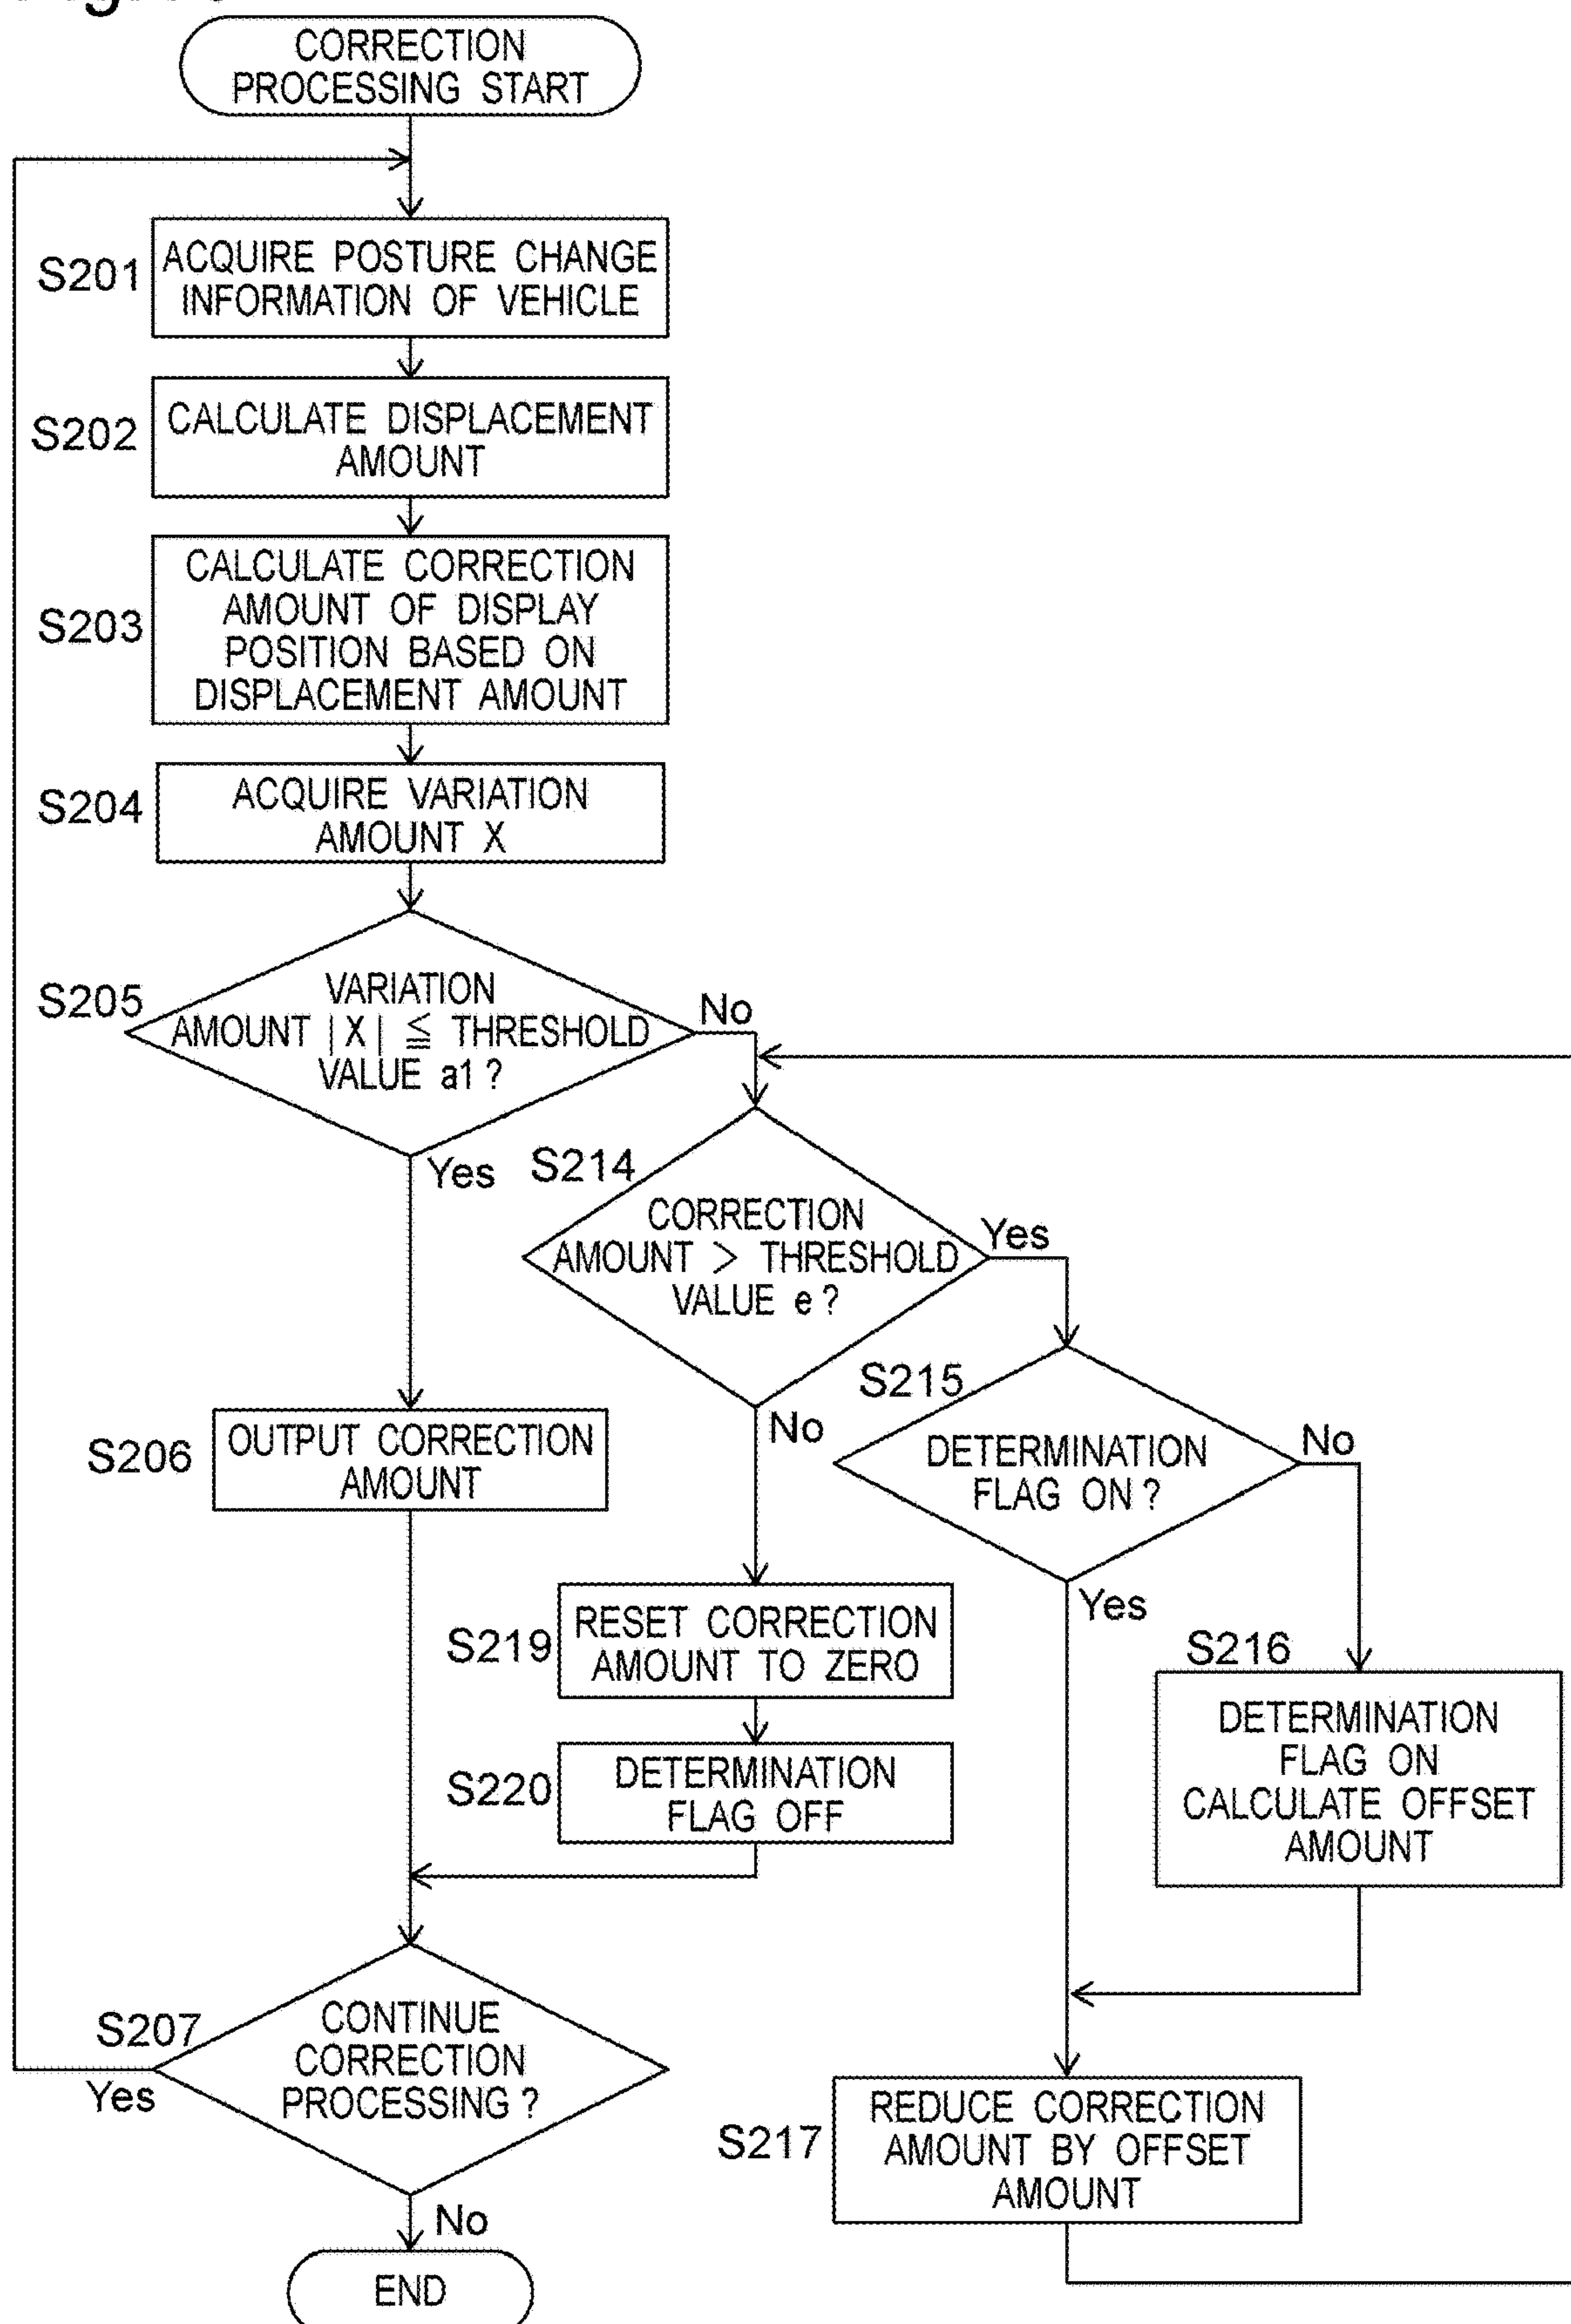 CORRECTION
PROCESSING START
S201
ACQUIRE POSTURE CHANGE
INFORMATION OF VEHICLE
S202
CALCULATE DISPLACEMENT
AMOUNT
S203
CALCULATE CORRECTION
AMOUNT OF DISPLAY
POSITION BASED ON
DISPLACEMENT AMOUNT
S204
ACQUIRE VARIATION
AMOUNT X
S205
VARIATION
AMOUNT |X| ≦ THRESHOLD
VALUE a1?
No
Yes
S214
CORRECTION
AMOUNT > THRESHOLD
VALUE e?
Yes
No
S215
DETERMINATION
FLAG ON?
No
Yes
S206
OUTPUT CORRECTION
AMOUNT
S219
RESET CORRECTION
AMOUNT TO ZERO
S216
DETERMINATION
FLAG ON
CALCULATE OFFSET
AMOUNT
S220
DETERMINATION
FLAG OFF
S207
CONTINUE
CORRECTION
PROCESSING?
Yes
No
S217
REDUCE CORRECTION
AMOUNT BY OFFSET
AMOUNT
END